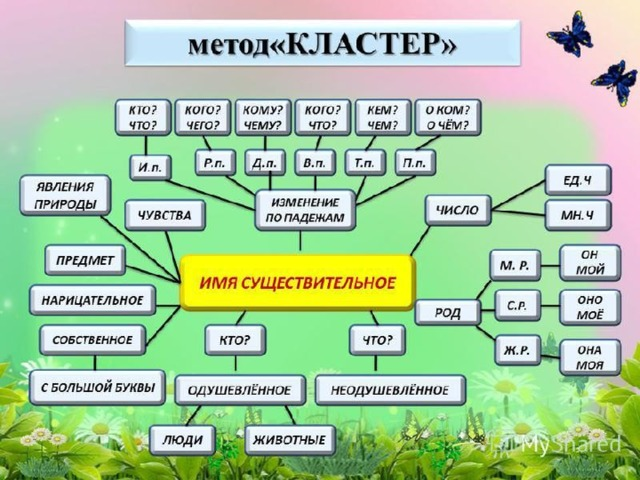 метод«КЛАСТЕР»
КТО?
ЧТО?
КОГО?
ЧЕГО?
КОМУ?
ЧЕМУ?
КОГО?
ЧТО?
КЕМ?
ЧЕМ?
О КОМ?
О ЧЁМ?
И.п.
Р.п.
Д.п.
В.п.
Т.п.
П.п.
ЯВЛЕНИЯ
ПРИРОДЫ
ЧУВСТВА
ИЗМЕНЕНИЕ
ПО ПАДЕЖАМ
ЧИСЛО
ЕД.Ч
МН.Ч
ПРЕДМЕТ
ИМЯ СУЩЕСТВИТЕЛЬНОЕ
М. Р.
ОН
МОЙ
НАРИЦАТЕЛЬНОЕ
РОД
С.Р.
ОНО
МОЁ
СОБСТВЕННОЕ
КТО?
ЧТО?
Ж.Р.
ОНА
МОЯ
С БОЛЬШОЙ БУКВЫ
ОДУШЕВЛЁННОЕ
НЕОДУШЕВЛЁННОЕ
ЛЮДИ
ЖИВОТНЫЕ
MyShared